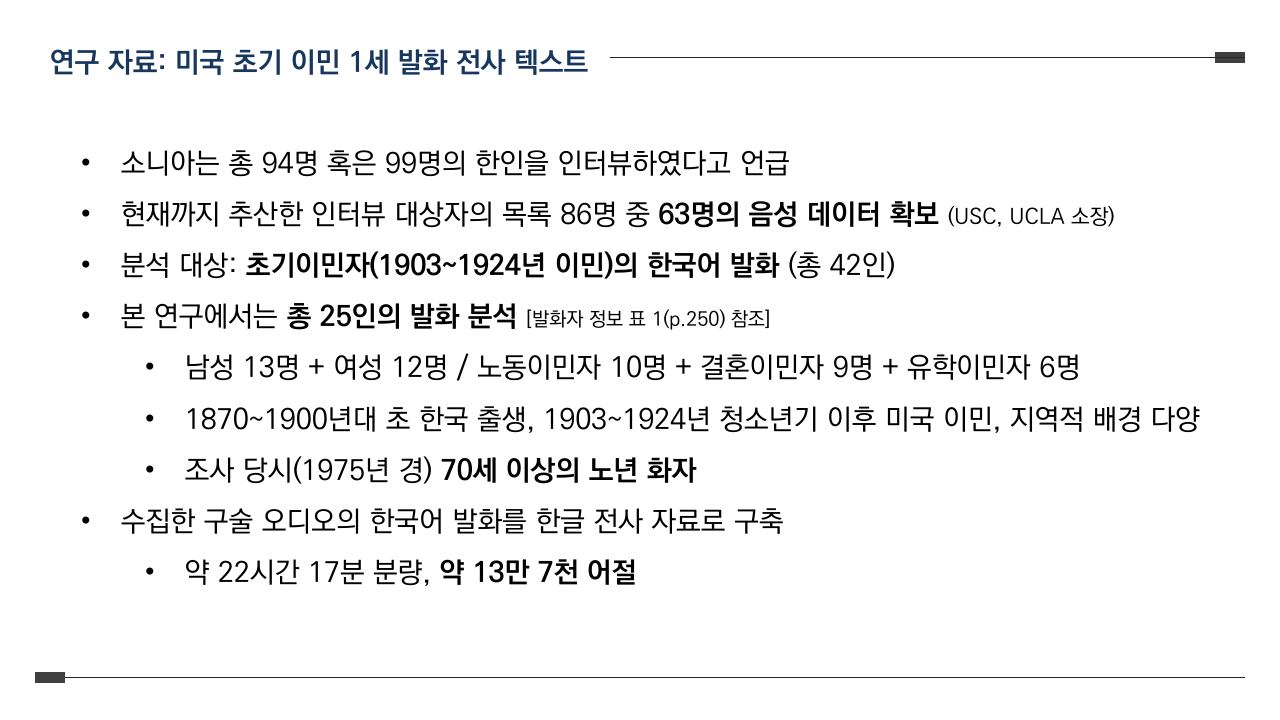 연구 자료: 미국 초기 이민 1세 발화 전사 텍스트
• 소니아는 총 94명 혹은 99명의 한인을 인터뷰하였다고 언급
• 현재까지 추산한 인터뷰 대상자의 목록 86명 중 63명의 음성 데이터 확보 (USC, UCLA 소장)
• 분석 대상: 초기이민자(1903~1924년 이민)의 한국어 발화 (총 42인)
• 본 연구에서는 총 25인의 발화 분석 [발화자 정보 표 1(p.250) 참조]
• 남성 13명 + 여성 12명 / 노동이민자 10명 + 결혼이민자 9명 + 유학이민자 6명
• 1870~1900년대 초 한국 출생, 1903~1924년 청소년기 이후 미국 이민, 지역적 배경 다양
• 조사 당시(1975년 경) 70세 이상의 노년 화자
• 수집한 구술 오디오의 한국어 발화를 한글 전사 자료로 구축
• 약 22시간 17분 분량, 약 13만 7천 어절